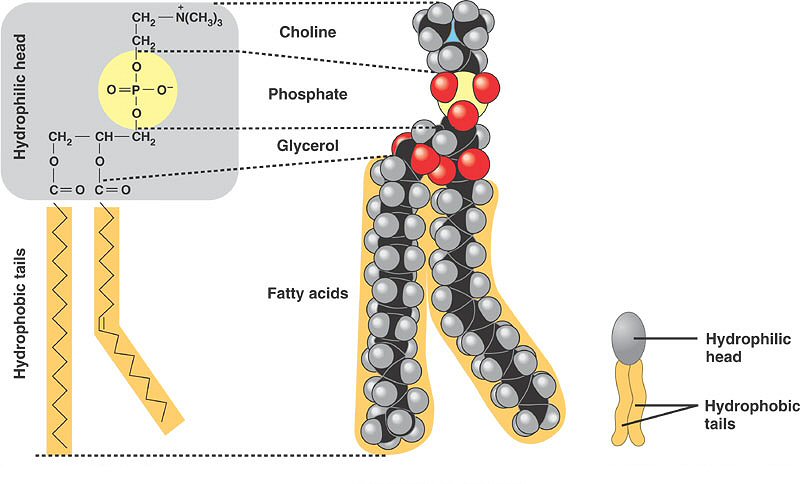 Hydrophilic head
CH₂ — N(CH₃)₃
+
CH₂
O
O=P—O⁻
O
CH₂ — CH — CH₂
O O
C=O C=O
Hydrophobic tails
Choline
Phosphate
Glycerol
Fatty acids
Hydrophilic
head
Hydrophobic
tails